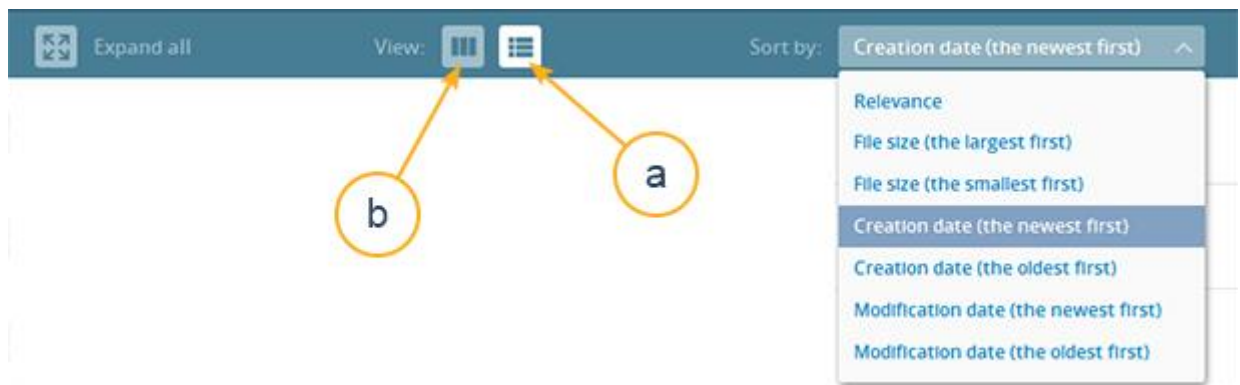 Expand all View: Sort by: Creation date (the newest first)
Relevance
File size (the largest first)
File size (the smallest first)
Creation date (the newest first)
Creation date (the oldest first)
Modification date (the newest first)
Modification date (the oldest first)
a
b